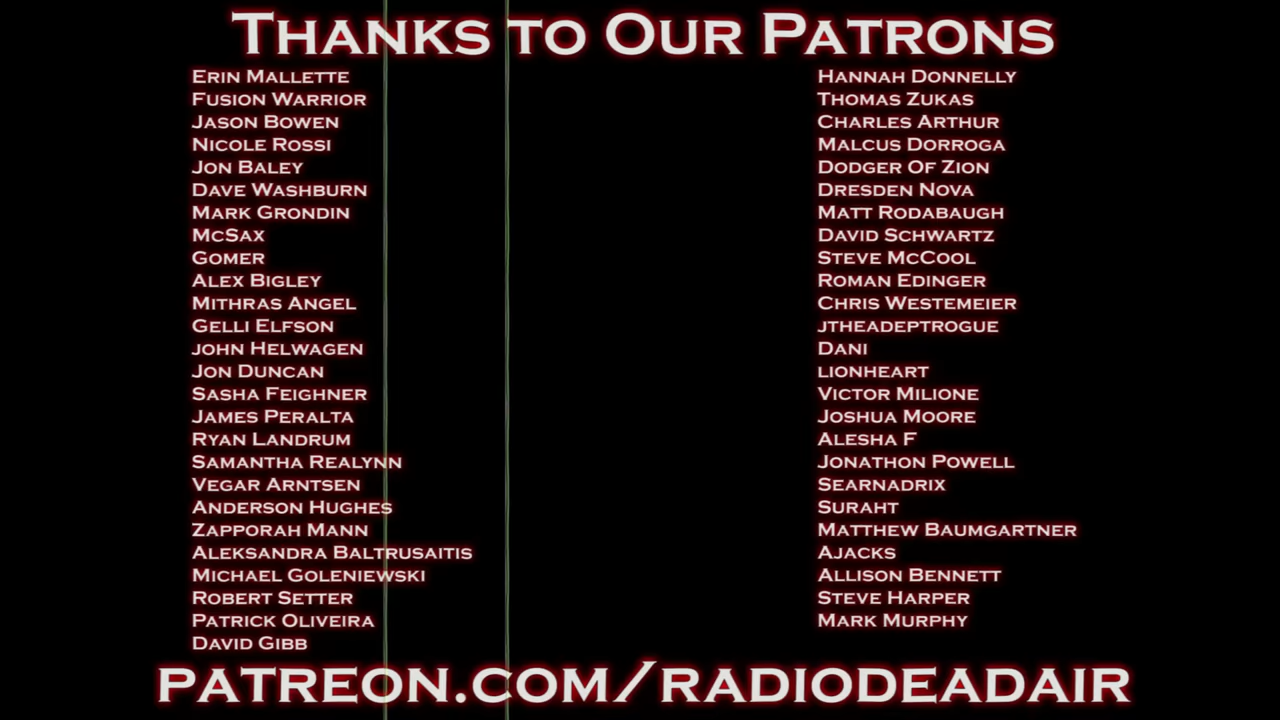 Thanks to Our Patrons
Erin Mallette
Fusion Warrior
Jason Bowen
Nicole Rossi
Jon Baley
Dave Washburn
Mark Grondin
McSax
Gomer
Alex Bigley
Mithras Angel
Gelli Elfson
john Helwagen
Jon Duncan
Sasha Feighner
James Peralta
Ryan Landrum
Samantha Realynn
Vegar Arntsen
Anderson Hughes
Zapporah Mann
Aleksandra Baltrusaitis
Michael Goleniewski
Robert Setter
Patrick Oliveira
David Gibb
Hannah Donnelly
Thomas Zukas
Charles Arthur
Malcus Dorroga
Dodger Of Zion
Dresden Nova
Matt Rodabaugh
David Schwartz
Steve McCool
Roman Edinger
Chris Westemeier
jtheadeptrogue
Dani
lionheart
Victor Milione
Joshua Moore
Alesha F
Jonathon Powell
Searnadrix
Suraht
Matthew Baumgartner
Ajacks
Allison Bennett
Steve Harper
Mark Murphy
patreon.com/radiodeadair